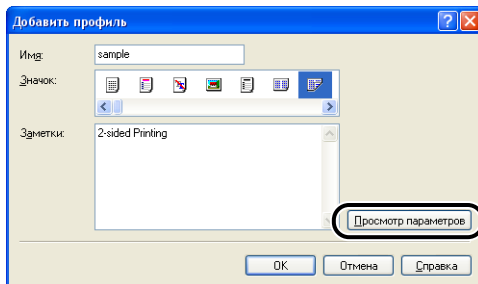 Добавить профиль
Имя:
sample
Значок:
Заметки:
2-sided Printing
Просмотр параметров
OK
Отмена
Справка